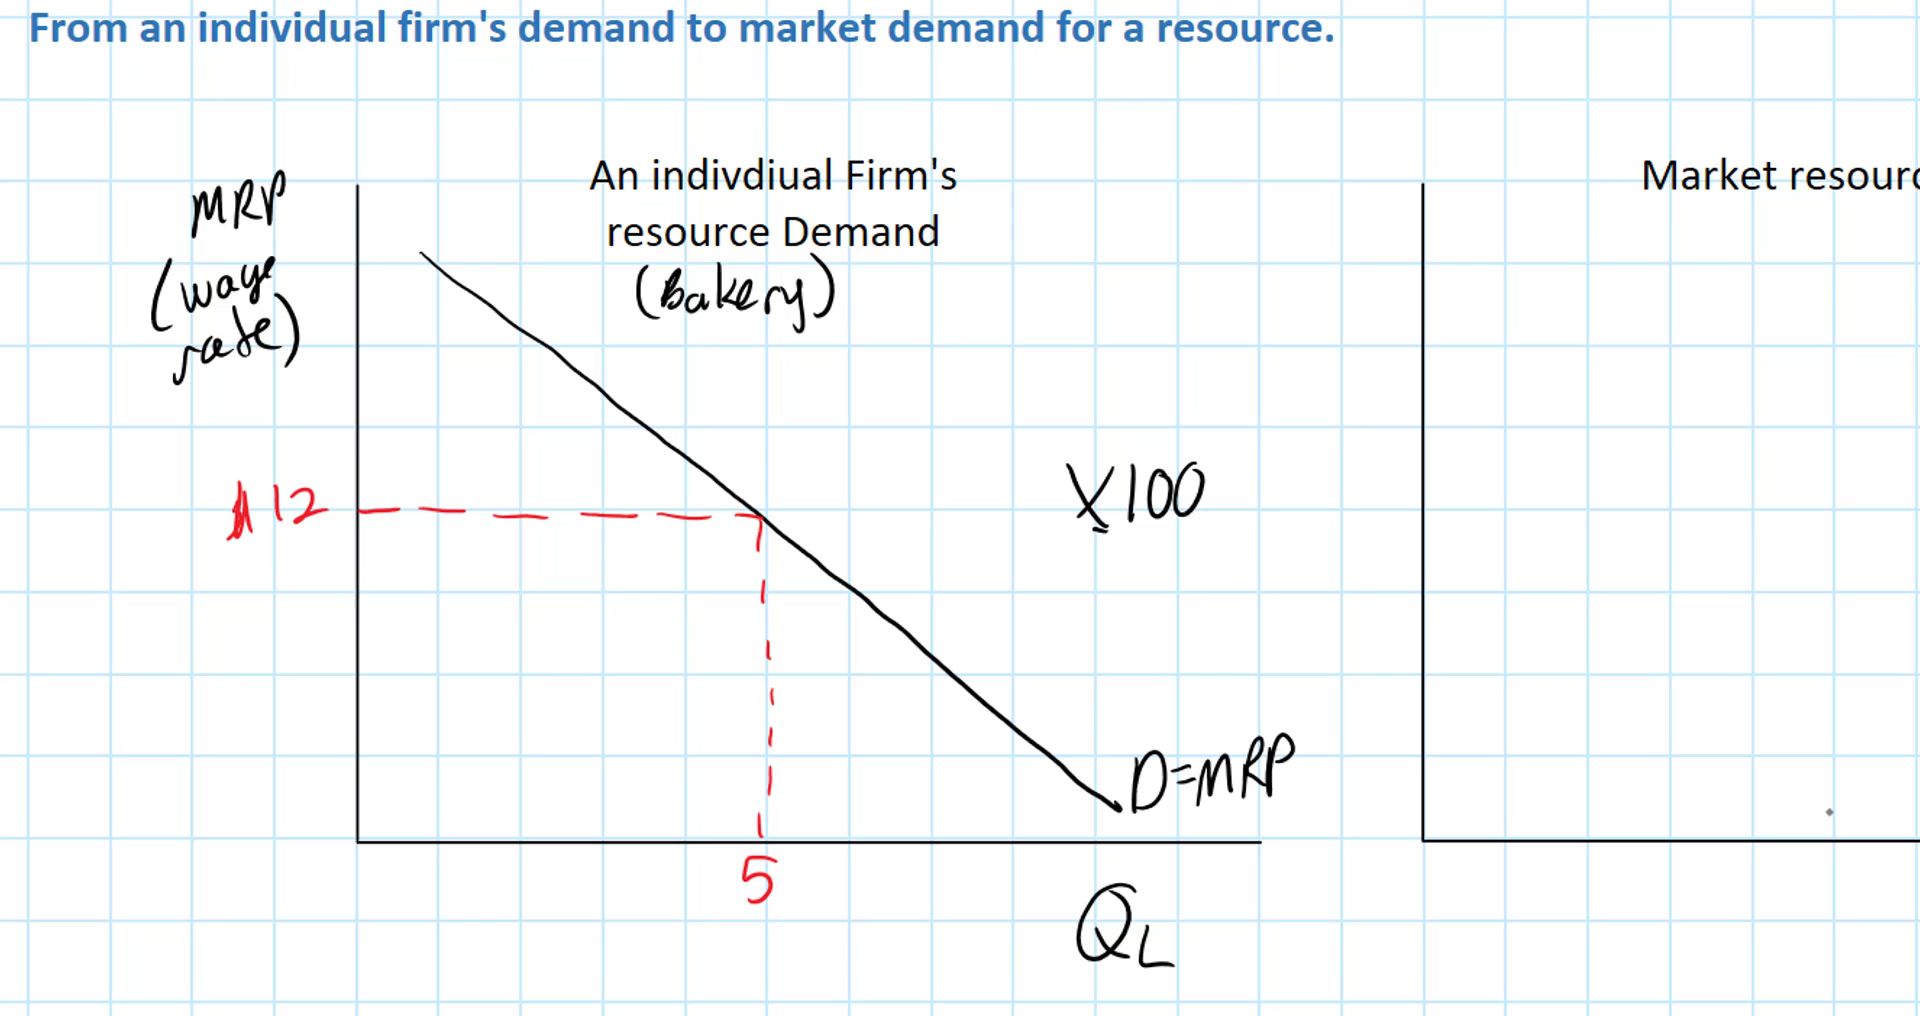 From an individual firm's demand to market demand for a resource.
An indivdiual Firm's
resource Demand
(Bakery)
MRP
(wage
rate)
$12
X100
D=MRP
5
QL
Market resourc